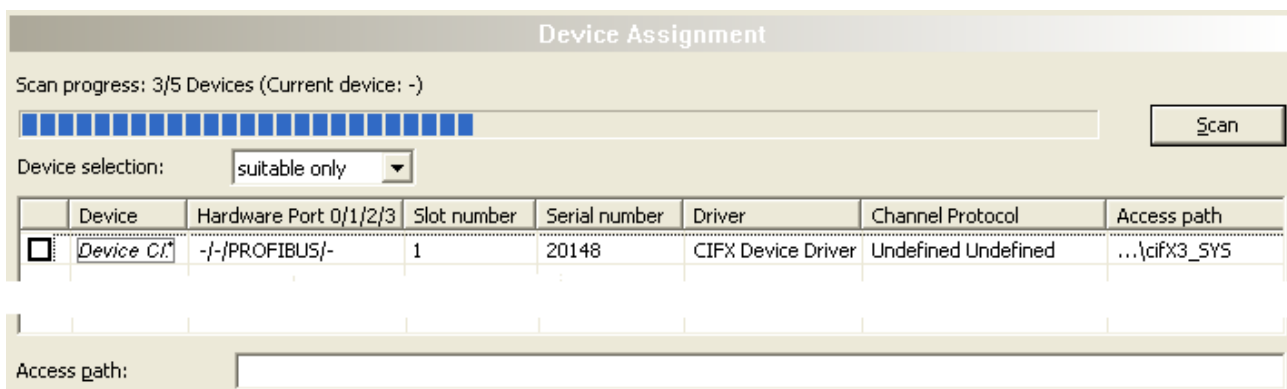 Device Assignment
Scan progress: 3/5 Devices (Current device: -)
Scan
Device selection: suitable only
Device Hardware Port 0/1/2/3 Slot number Serial number Driver Channel Protocol Access path
Device CI.* -/-/PROFIBUS/- 1 20148 CIFX Device Driver Undefined Undefined ...\cifX3_SYS
Access path: